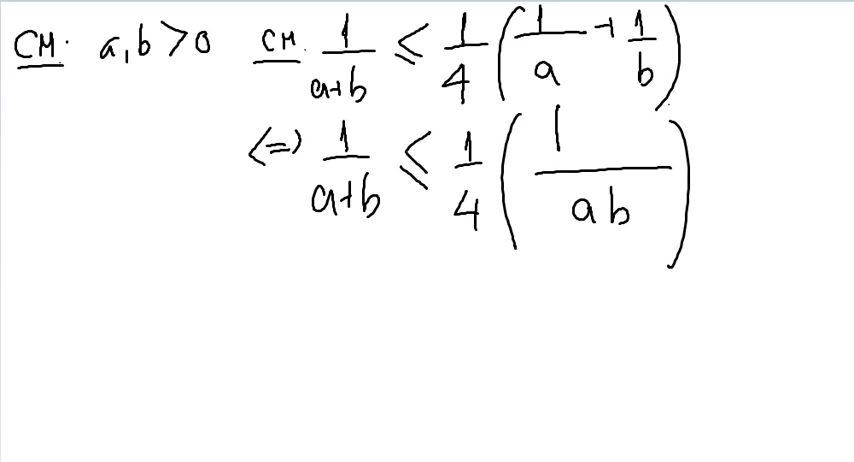 CM: a,b > 0 CM. 1/(a+b) ≤ 1/4 (1/a + 1/b)
<=> 1/(a+b) ≤ 1/4 (1/(ab))